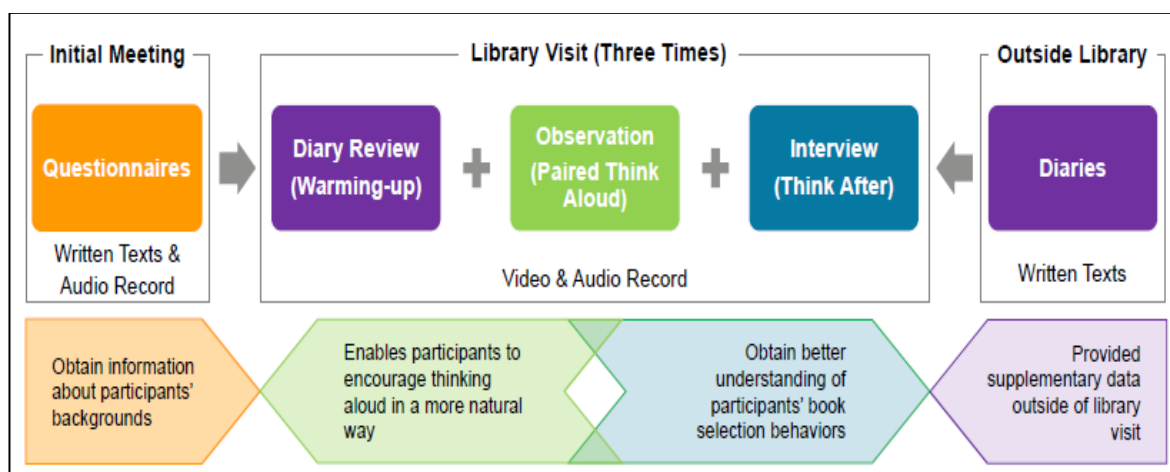 Initial Meeting
Questionnaires
Written Texts &
Audio Record
Library Visit (Three Times)
Diary Review
(Warming-up)
Observation
(Paired Think
Aloud)
Interview
(Think After)
Video & Audio Record
Outside Library
Diaries
Written Texts
Obtain information
about participants'
backgrounds
Enables participants to
encourage thinking
aloud in a more natural
way
Obtain better
understanding of
participants' book
selection behaviors
Provided
supplementary data
outside of library
visit